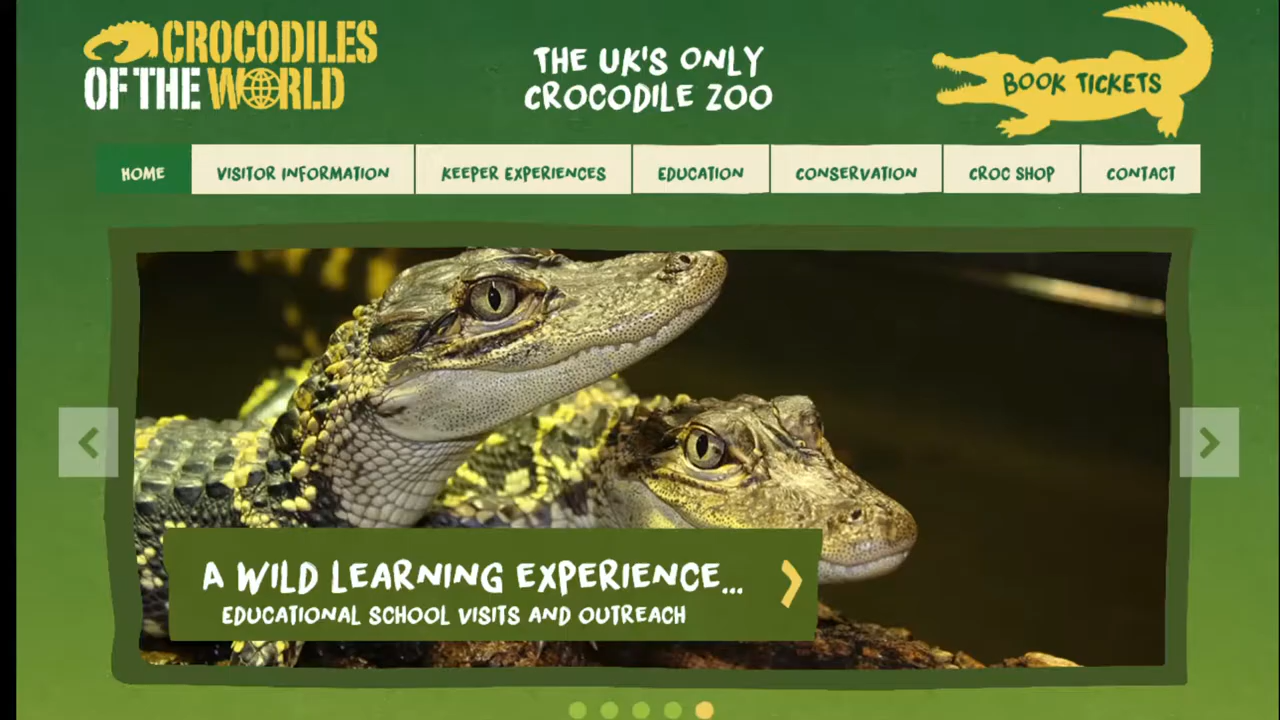 CROCODILES
OF THE WORLD
THE UK'S ONLY
CROCODILE ZOO
BOOK TICKETS
HOME
VISITOR INFORMATION
KEEPER EXPERIENCES
EDUCATION
CONSERVATION
CROC SHOP
CONTACT
A WILD LEARNING EXPERIENCE...
EDUCATIONAL SCHOOL VISITS AND OUTREACH